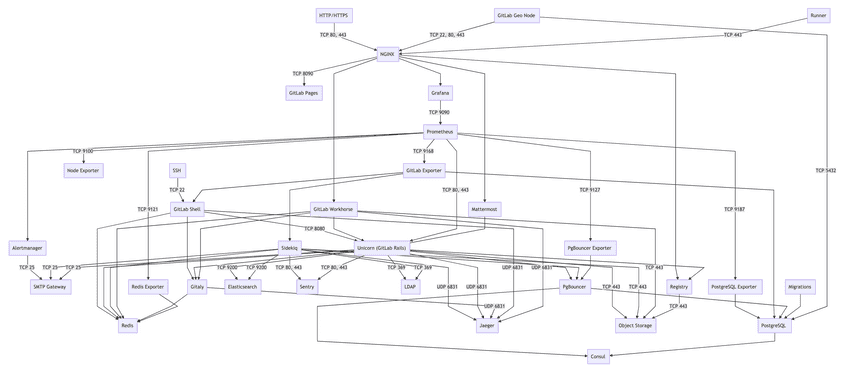 HTTP/HTTPS
GitLab Geo Node
Runner
TCP 80, 443
TCP 22, 80, 443
TCP 443
NGINX
TCP 8090
GitLab Pages
Grafana
TCP 9090
Prometheus
TCP 9100
TCP 9168
Node Exporter
SSH
GitLab Exporter
TCP 5432
TCP 22
TCP 9121
TCP 80, 443
TCP 9127
TCP 9187
GitLab Shell
GitLab Workhorse
Mattermost
TCP 8080
Alertmanager
Sidekiq
Unicorn (GitLab Rails)
PgBouncer Exporter
TCP 25
TCP 25
TCP 25
TCP 9200
TCP 9200
TCP 80, 443
TCP 80, 443
TCP 369
TCP 369
UDP 6831
UDP 6831
TCP 443
SMTP Gateway
Redis Exporter
Gitaly
Elasticsearch
Sentry
LDAP
UDP 6831
UDP 6831
PgBouncer
TCP 443
TCP 443
Registry
PostgreSQL Exporter
Migrations
UDP 6831
TCP 443
Redis
Jaeger
Object Storage
PostgreSQL
Consul